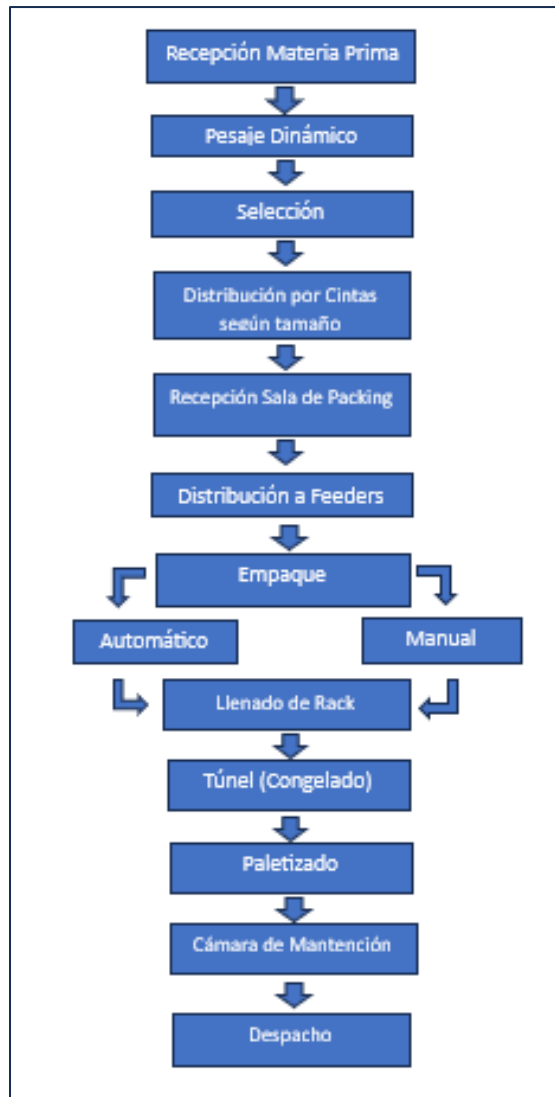 Recepción Materia Prima
Pesaje Dinámico
Selección
Distribución por Cintas
según tamaño
Recepción Sala de Packing
Distribución a Feeders
Empaque
Automático
Manual
Llenado de Rack
Túnel (Congelado)
Paletizado
Cámara de Mantención
Despacho